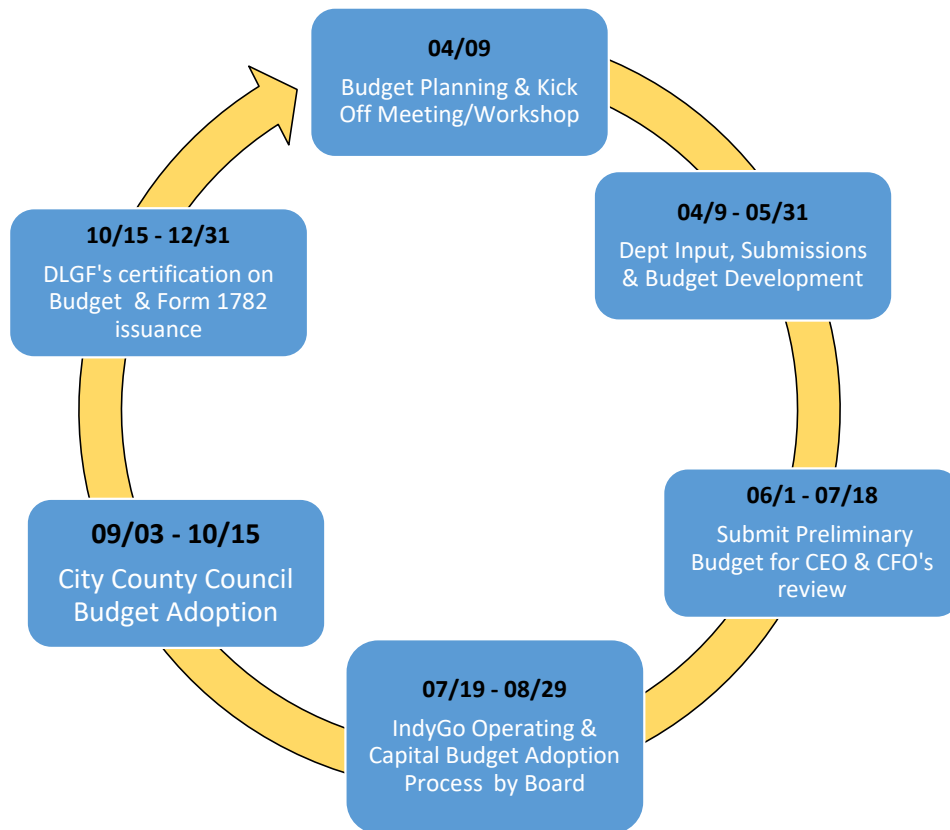 04/09
Budget Planning & Kick
Off Meeting/Workshop
04/9 - 05/31
Dept Input, Submissions
& Budget Development
06/1 - 07/18
Submit Preliminary
Budget for CEO & CFO's
review
07/19 - 08/29
IndyGo Operating &
Capital Budget Adoption
Process by Board
09/03 - 10/15
City County Council
Budget Adoption
10/15 - 12/31
DLGF's certification on
Budget & Form 1782
issuance